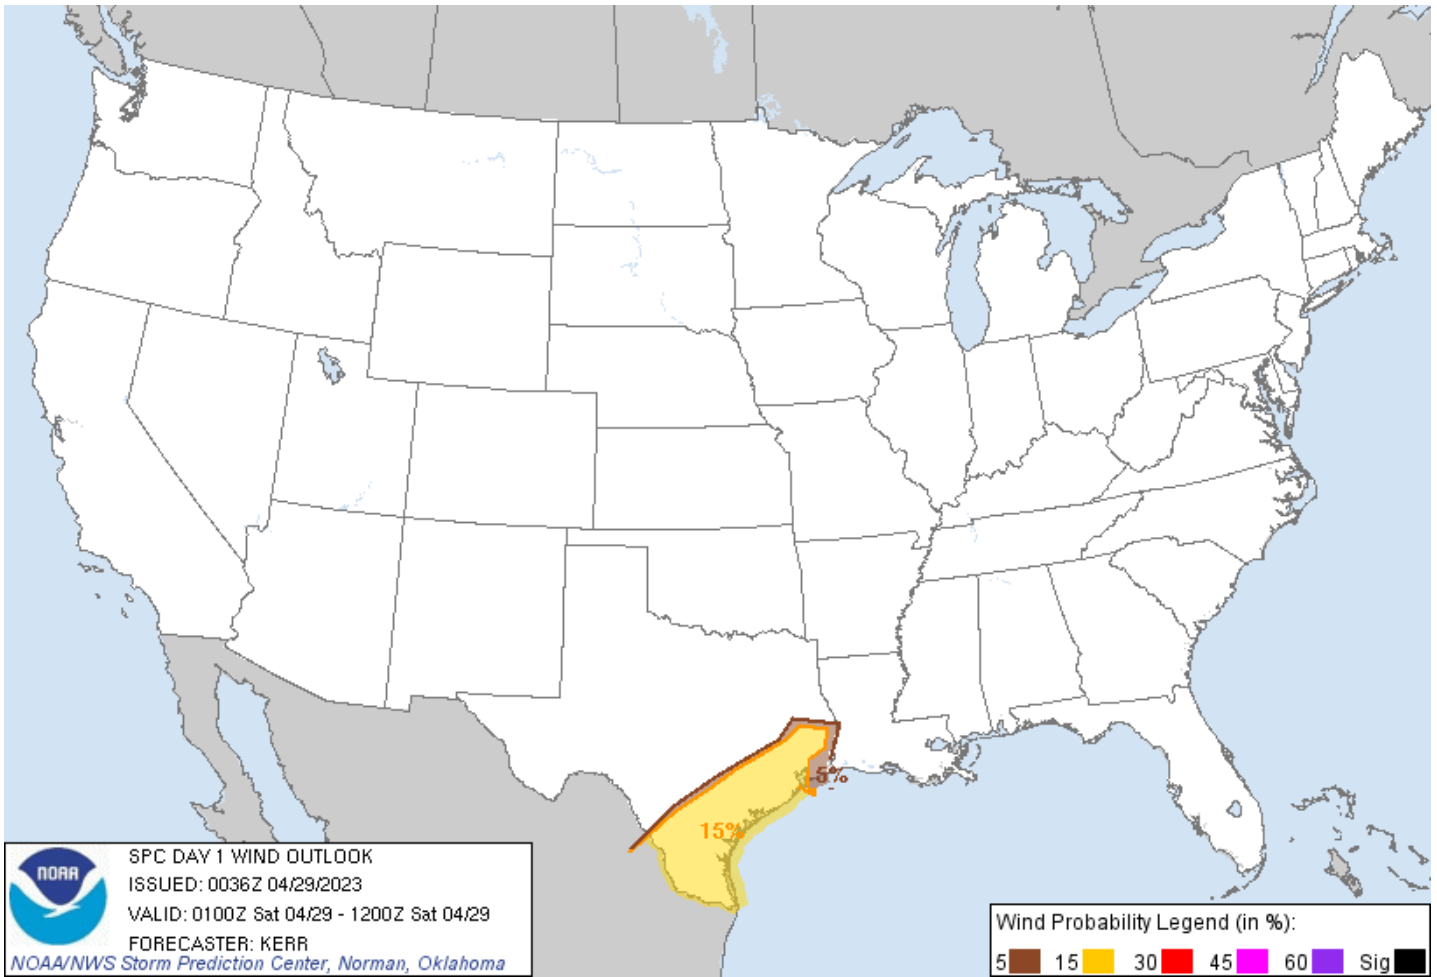 5%
15%
NOAA
SPC DAY 1 WIND OUTLOOK
ISSUED: 0036Z 04/29/2023
VALID: 0100Z Sat 04/29 - 1200Z Sat 04/29
FORECASTER: KERR
NOAA/NWS Storm Prediction Center, Norman, Oklahoma
Wind Probability Legend (in %):
5 15 30 45 60 Sig